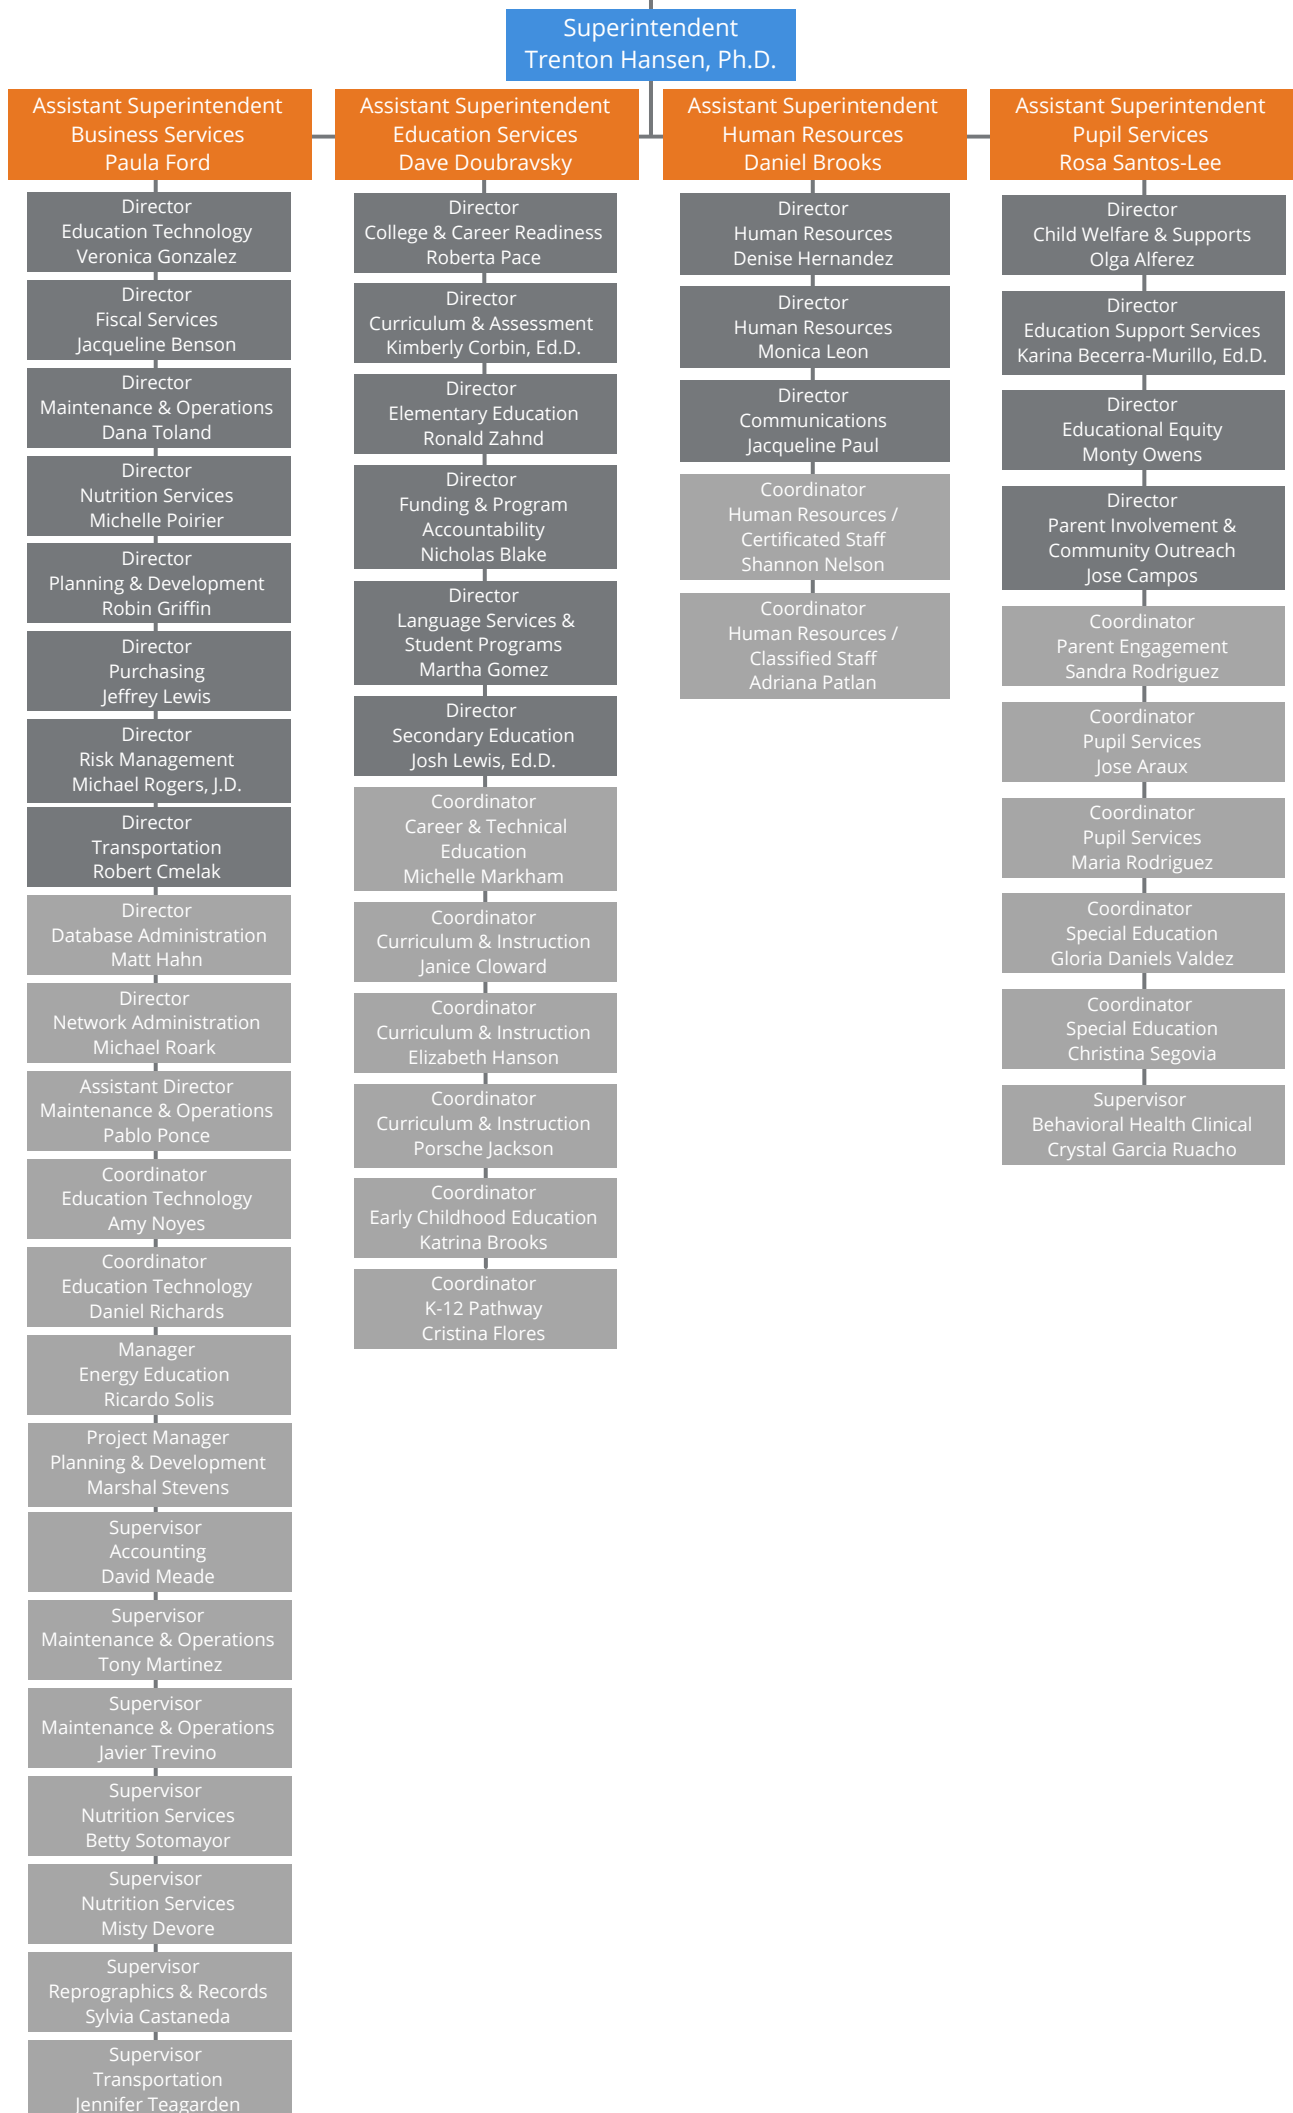 Superintendent
Trenton Hansen, Ph.D.
Assistant Superintendent
Business Services
Paula Ford
Director
Education Technology
Veronica Gonzalez
Director
Fiscal Services
Jacqueline Benson
Director
Maintenance & Operations
Dana Toland
Director
Nutrition Services
Michelle Poirier
Director
Planning & Development
Robin Griffin
Director
Purchasing
Jeffrey Lewis
Director
Risk Management
Michael Rogers, J.D.
Director
Transportation
Robert Cmelak
Director
Database Administration
Matt Hahn
Director
Network Administration
Michael Roark
Assistant Director
Maintenance & Operations
Pablo Ponce
Coordinator
Education Technology
Amy Noyes
Coordinator
Education Technology
Daniel Richards
Manager
Energy Education
Ricardo Solis
Project Manager
Planning & Development
Marshal Stevens
Supervisor
Accounting
David Meade
Supervisor
Maintenance & Operations
Tony Martinez
Supervisor
Maintenance & Operations
Javier Trevino
Supervisor
Nutrition Services
Betty Sotomayor
Supervisor
Nutrition Services
Misty Devore
Supervisor
Reprographics & Records
Sylvia Castaneda
Supervisor
Transportation
Jennifer Teagarden
Assistant Superintendent
Education Services
Dave Doubravsky
Director
College & Career Readiness
Roberta Pace
Director
Curriculum & Assessment
Kimberly Corbin, Ed.D.
Director
Elementary Education
Ronald Zahnd
Director
Funding & Program
Accountability
Nicholas Blake
Director
Language Services &
Student Programs
Martha Gomez
Director
Secondary Education
Josh Lewis, Ed.D.
Coordinator
Career & Technical
Education
Michelle Markham
Coordinator
Curriculum & Instruction
Janice Cloward
Coordinator
Curriculum & Instruction
Elizabeth Hanson
Coordinator
Curriculum & Instruction
Porsche Jackson
Coordinator
Early Childhood Education
Katrina Brooks
Coordinator
K-12 Pathway
Cristina Flores
Assistant Superintendent
Human Resources
Daniel Brooks
Director
Human Resources
Denise Hernandez
Director
Human Resources
Monica Leon
Director
Communications
Jacqueline Paul
Coordinator
Human Resources /
Certificated Staff
Shannon Nelson
Coordinator
Human Resources /
Classified Staff
Adriana Patlan
Assistant Superintendent
Pupil Services
Rosa Santos-Lee
Director
Child Welfare & Supports
Olga Alferez
Director
Education Support Services
Karina Becerra-Murillo, Ed.D.
Director
Educational Equity
Monty Owens
Director
Parent Involvement &
Community Outreach
Jose Campos
Coordinator
Parent Engagement
Sandra Rodriguez
Coordinator
Pupil Services
Jose Araux
Coordinator
Pupil Services
Maria Rodriguez
Coordinator
Special Education
Gloria Daniels Valdez
Coordinator
Special Education
Christina Segovia
Supervisor
Behavioral Health Clinical
Crystal Garcia Ruacho